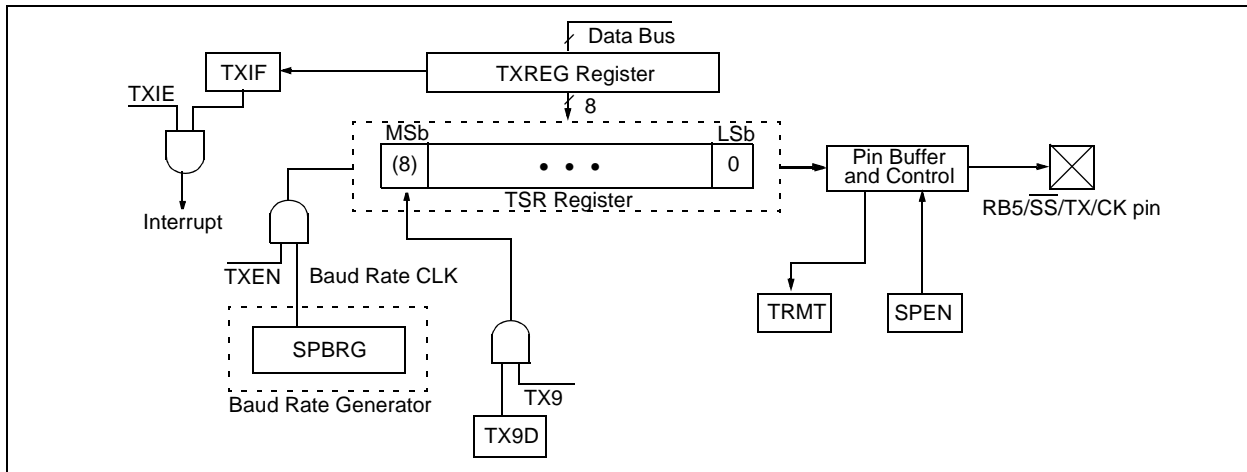 Data Bus
TXIF
TXREG Register
TXIE
8
MSb
LSb
(8)
• • •
0
Pin Buffer
and Control
TSR Register
Interrupt
RB5/SS/TX/CK pin
TXEN
Baud Rate CLK
TRMT
SPEN
SPBRG
TX9
Baud Rate Generator
TX9D